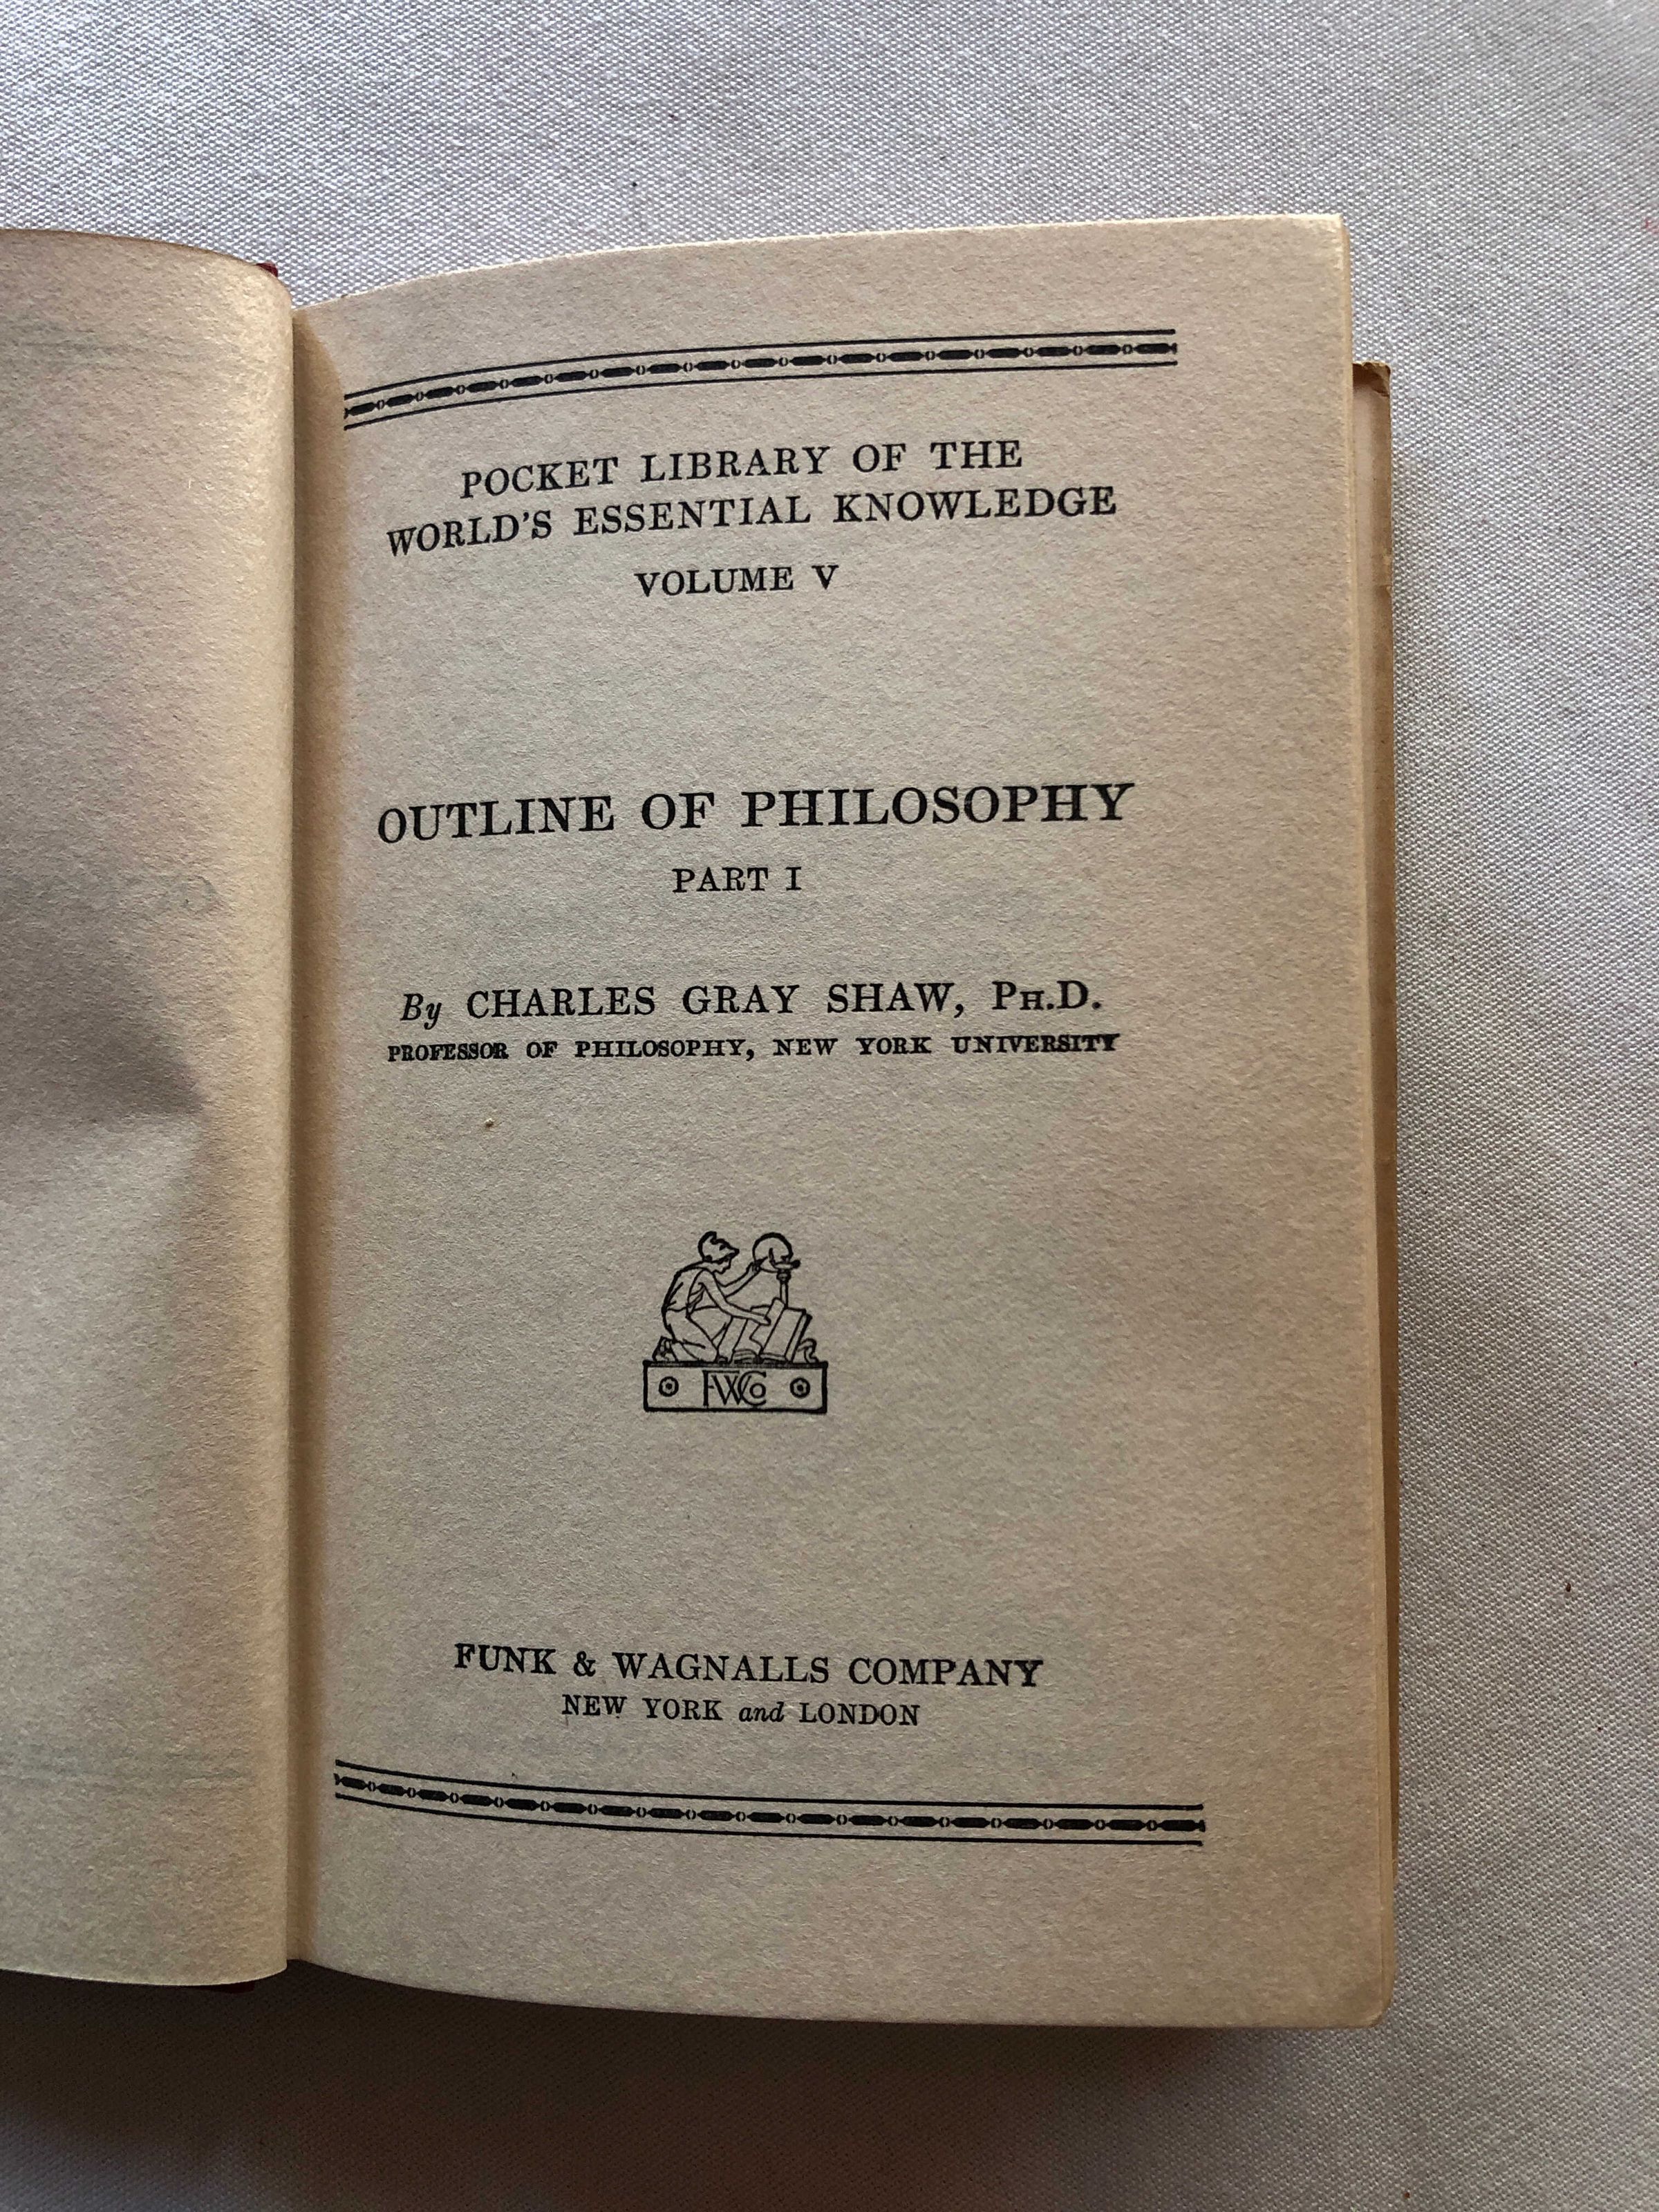 POCKET LIBRARY OF THE
WORLD'S ESSENTIAL KNOWLEDGE
VOLUME V
OUTLINE OF PHILOSOPHY
PART I
By CHARLES GRAY SHAW, PH.D.
PROFESSOR OF PHILOSOPHY, NEW YORK UNIVERSITY
FWCo
FUNK & WAGNALLS COMPANY
NEW YORK and LONDON